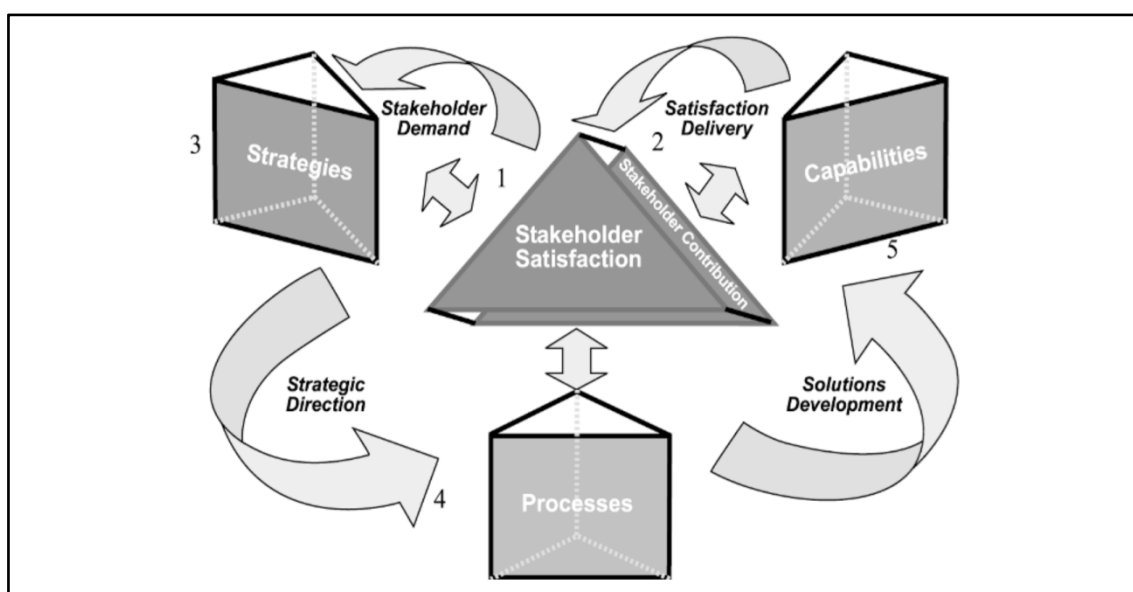 Stakeholder
Demand
Satisfaction
Delivery
3
Strategies
1
2
Capabilities
Stakeholder
Satisfaction
Stakeholder Contribution
5
Strategic
Direction
Solutions
Development
4
Processes